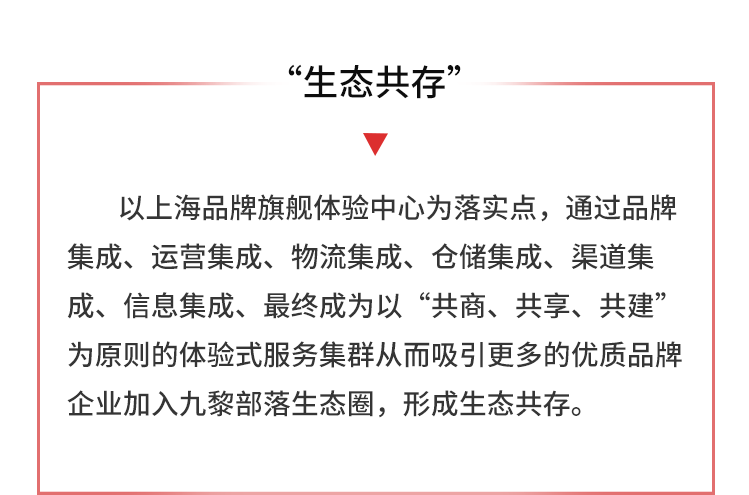 “生态共存”
以上海品牌旗舰体验中心为落实点，通过品牌
集成、运营集成、物流集成、仓储集成、渠道集
成、信息集成、最终成为以“共商、共享、共建”
为原则的体验式服务集群从而吸引更多的优质品牌
企业加入九黎部落生态圈，形成生态共存。